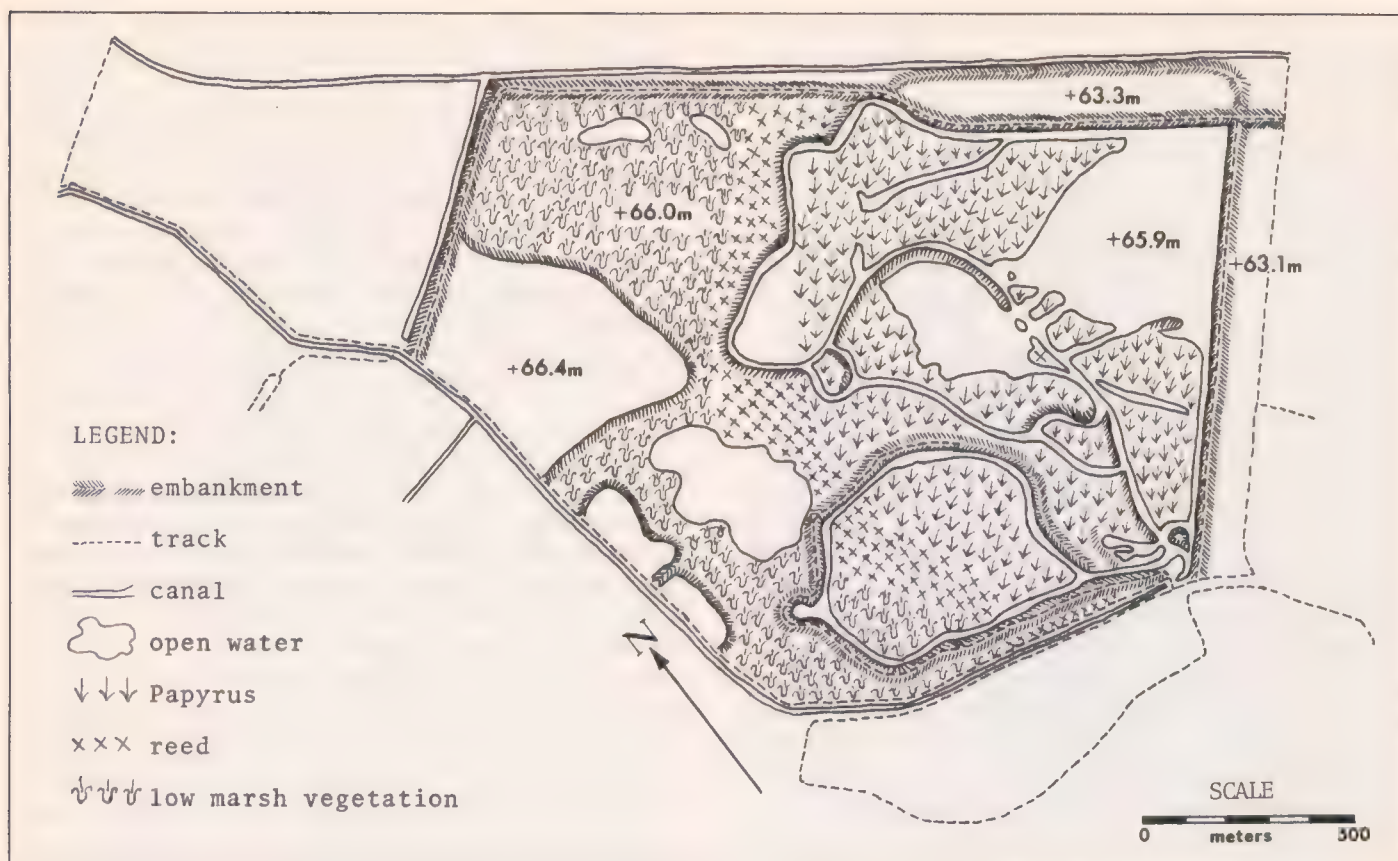 +63.3m
+66.0m
+65.9m
+63.1m
+66.4m
LEGEND:
embankment
track
canal
open water
Papyrus
reed
low marsh vegetation
N
SCALE
0 meters 300